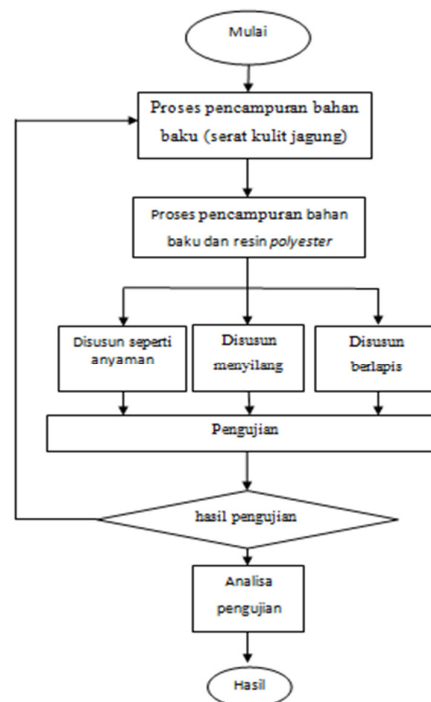 Mulai
Proses pencampuran bahan
baku (serat kulit jagung)
Proses pencampuran bahan
baku dan resin polyester
Disusun seperti
anyaman
Disusun
menyilang
Disusun
berlapis
Pengujian
hasil pengujian
Analisa
pengujian
Hasil